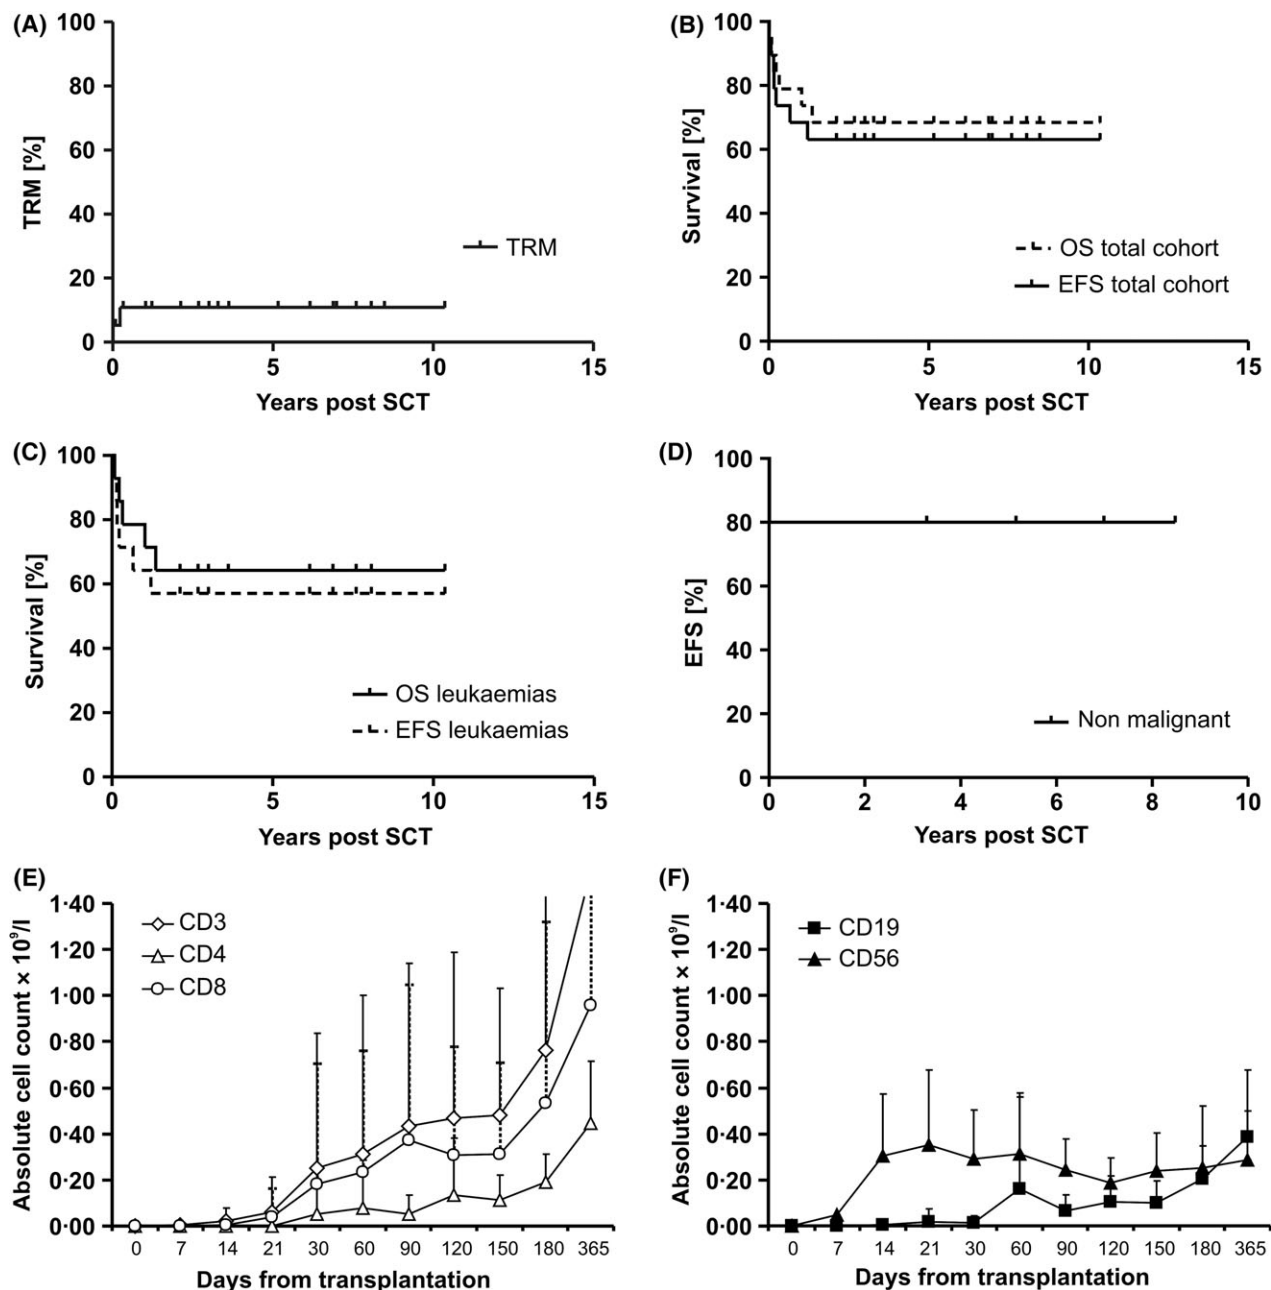 (A)
100
80
60
40
20
0
TRM [%]
TRM
0 5 10 15
Years post SCT
(B)
100
80
60
40
20
0
Survival [%]
OS total cohort
EFS total cohort
0 5 10 15
Years post SCT
(C)
100
80
60
40
20
0
Survival [%]
OS leukaemias
EFS leukaemias
0 5 10 15
Years post SCT
(D)
100
80
60
40
20
0
EFS [%]
Non malignant
0 2 4 6 8 10
Years post SCT
(E)
1·40
1·20
1·00
0·80
0·60
0·40
0·20
0·00
Absolute cell count × 10⁹/l
CD3
CD4
CD8
0 7 14 21 30 60 90 120 150 180 365
Days from transplantation
(F)
1·40
1·20
1·00
0·80
0·60
0·40
0·20
0·00
Absolute cell count × 10⁹/l
CD19
CD56
0 7 14 21 30 60 90 120 150 180 365
Days from transplantation